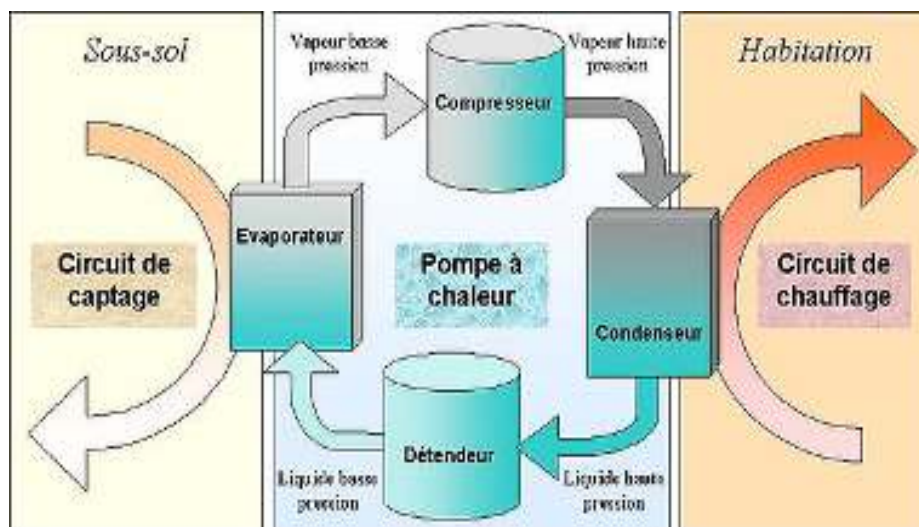 Sous-sol
Vapeur basse
pression
Vapeur haute
pression
Habitation
Compresseur
Evaporateur
Circuit de
captage
Pompe à
chaleur
Condenseur
Circuit de
chauffage
Détendeur
Liquide basse
pression
Liquide haute
pression